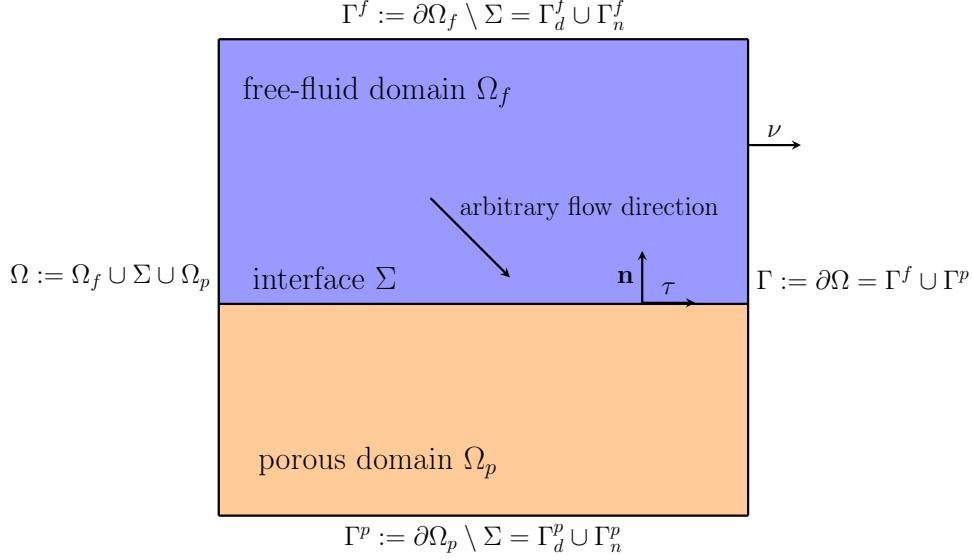 Γ^f := ∂Ω_f \ Σ = Γ_d^f ∪ Γ_n^f
free-fluid domain Ω_f
ν
arbitrary flow direction
Ω := Ω_f ∪ Σ ∪ Ω_p
interface Σ
n
τ
Γ := ∂Ω = Γ^f ∪ Γ^p
porous domain Ω_p
Γ^p := ∂Ω_p \ Σ = Γ_d^p ∪ Γ_n^p